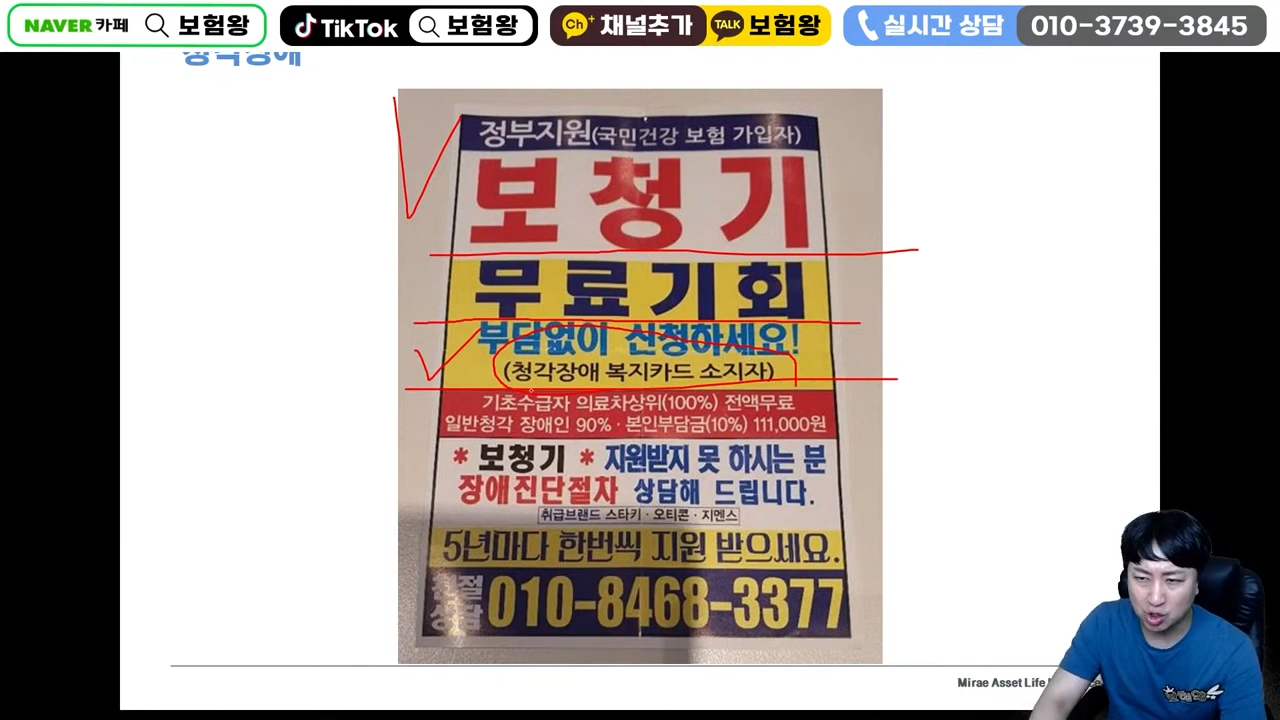 NAVER 카페 보험왕 TikTok 보험왕 Ch+ 채널추가 TALK 보험왕 실시간 상담 010-3739-3845
청각장애
정부지원(국민건강 보험 가입자)
보청기
무료기회
부담없이 신청하세요!
(청각장애 복지카드 소지자)
기초수급자 의료차상위(100%) 전액무료
일반청각 장애인 90% · 본인부담금(10%) 111,000원
* 보청기 * 지원받지 못 하시는 분
장애진단절차 상담해 드립니다.
취급브랜드 스타키 · 오티콘 · 지멘스
5년마다 한번씩 지원 받으세요.
친절상담 010-8468-3377
Mirae Asset Life